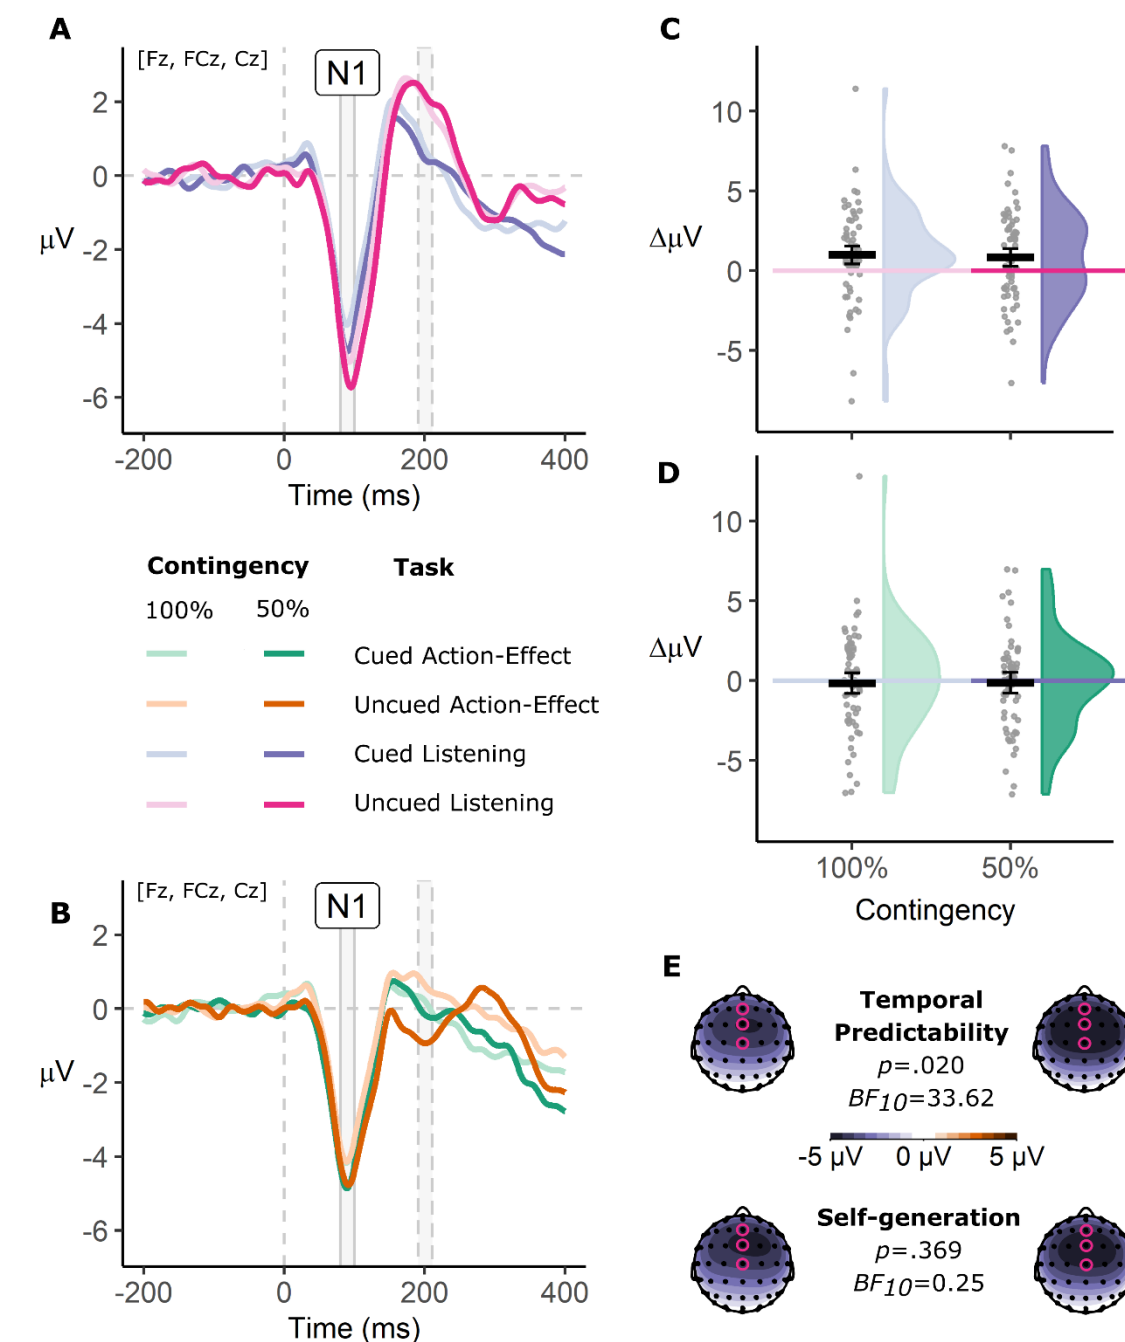 A
[Fz, FCz, Cz]
N1
2
0
-2
-4
-6
μV
-200
0
200
400
Time (ms)
Contingency
Task
100%
50%
Cued Action-Effect
Uncued Action-Effect
Cued Listening
Uncued Listening
B
[Fz, FCz, Cz]
N1
2
0
-2
-4
-6
μV
-200
0
200
400
Time (ms)
C
10
5
0
-5
ΔμV
D
10
5
0
-5
ΔμV
100%
50%
Contingency
E
Temporal
Predictability
p=.020
BF10=33.62
-5 μV
0 μV
5 μV
Self-generation
p=.369
BF10=0.25